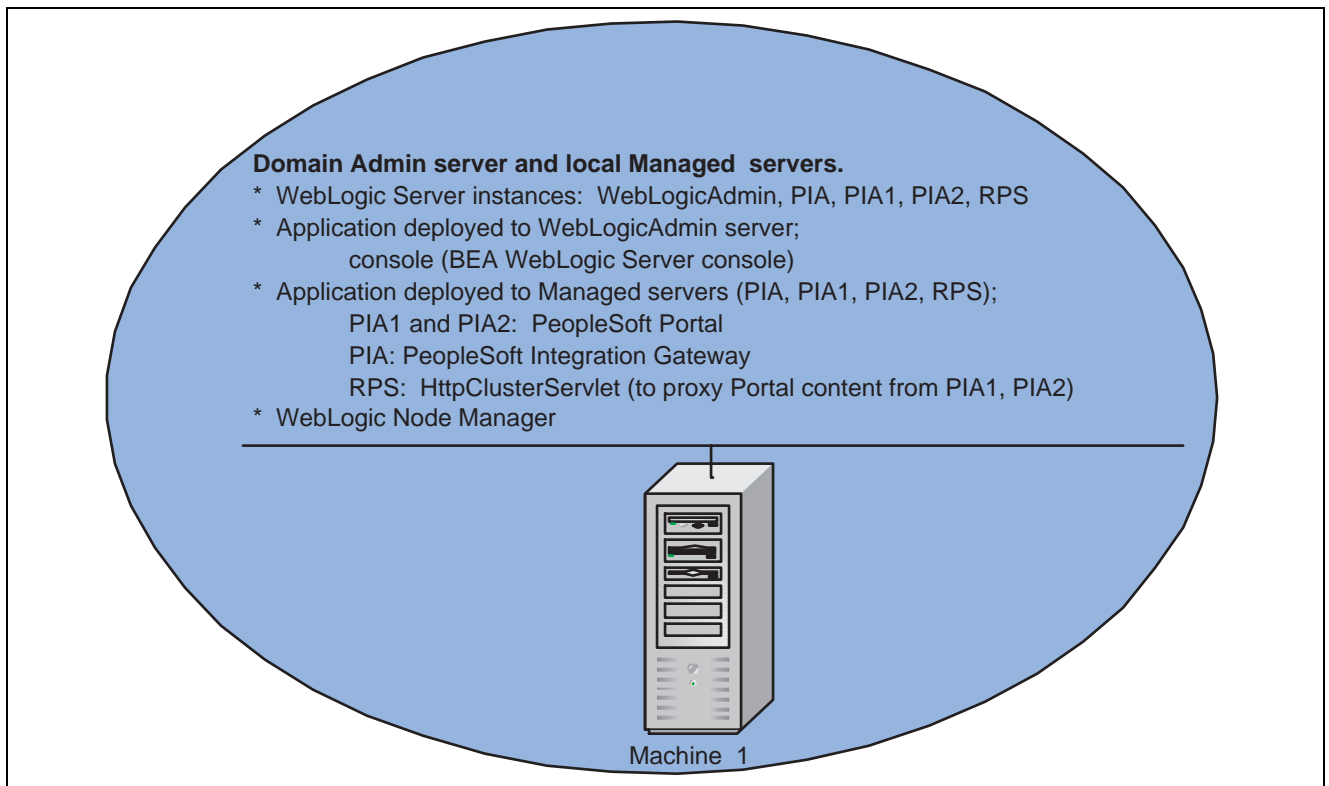 Domain Admin server and local Managed servers.
* WebLogic Server instances: WebLogicAdmin, PIA, PIA1, PIA2, RPS
* Application deployed to WebLogicAdmin server;
console (BEA WebLogic Server console)
* Application deployed to Managed servers (PIA, PIA1, PIA2, RPS);
PIA1 and PIA2: PeopleSoft Portal
PIA: PeopleSoft Integration Gateway
RPS: HttpClusterServlet (to proxy Portal content from PIA1, PIA2)
* WebLogic Node Manager
Machine 1